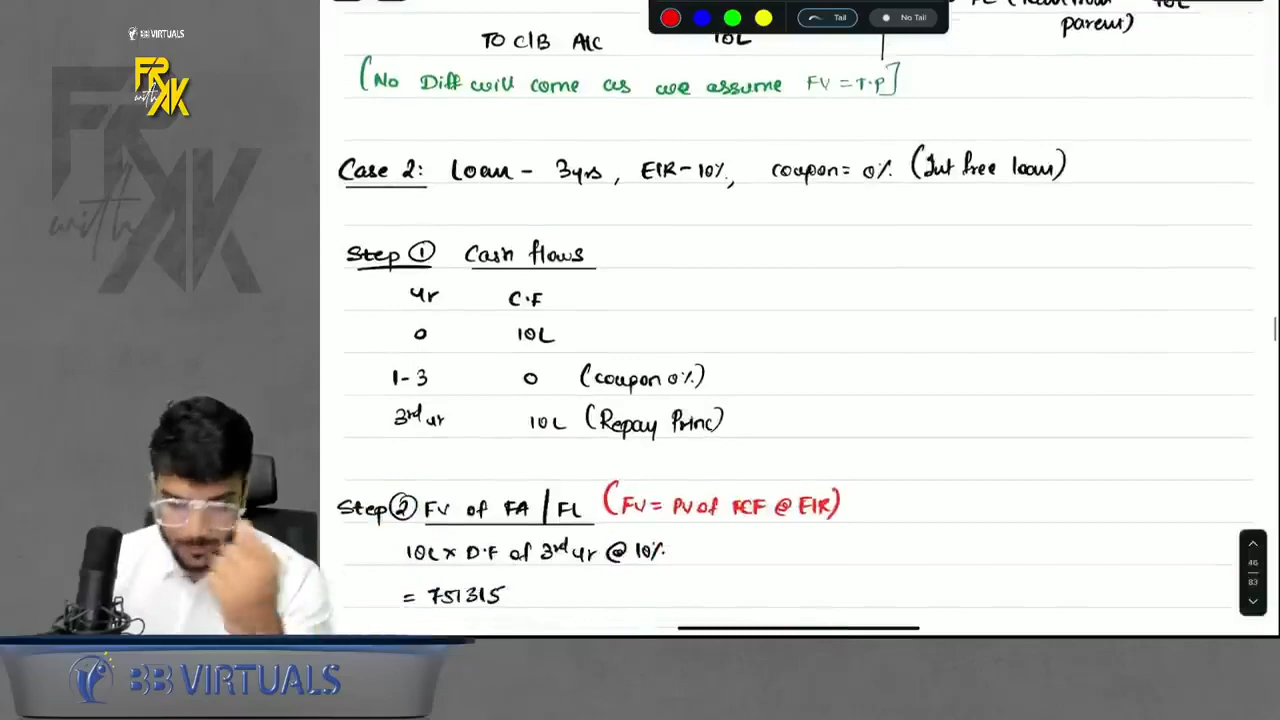 BB VIRTUALS
FR
with
KK
Tail
No Tail
parent)
TO C/B A/C 10L
(No Diff will come as we assume FV = T.P]
Case 2: Loan - 3yrs, EIR - 10%, coupon = 0% (Int free loan)
Step ① Cash flows
Yr C.F
0 10L
1-3 0 (coupon 0%)
3rd yr 10L (Repay Princ)
Step ② FV of FA / FL (FV = PV of FCF @ EIR)
10L x D.F of 3rd yr @ 10%
= 751315
46
83
BB VIRTUALS